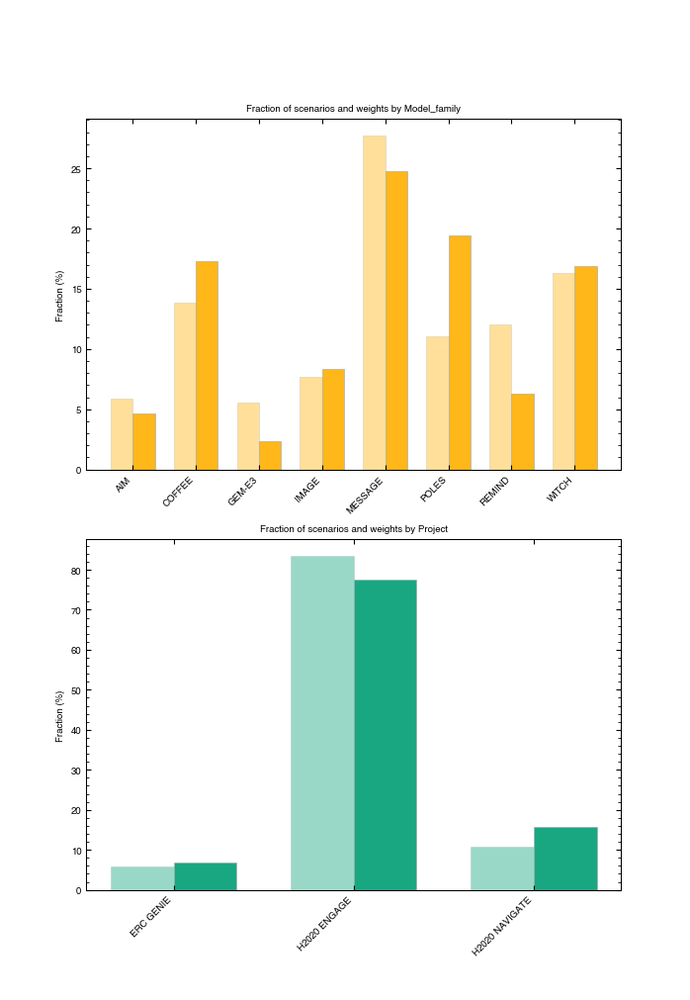 Fraction of scenarios and weights by Model_family
Fraction (%)
25
20
15
10
5
0
AIM
COFFEE
GEM-E3
IMAGE
MESSAGE
POLES
REMIND
WITCH
Fraction of scenarios and weights by Project
Fraction (%)
80
70
60
50
40
30
20
10
0
ERC GENIE
H2020 ENGAGE
H2020 NAVIGATE